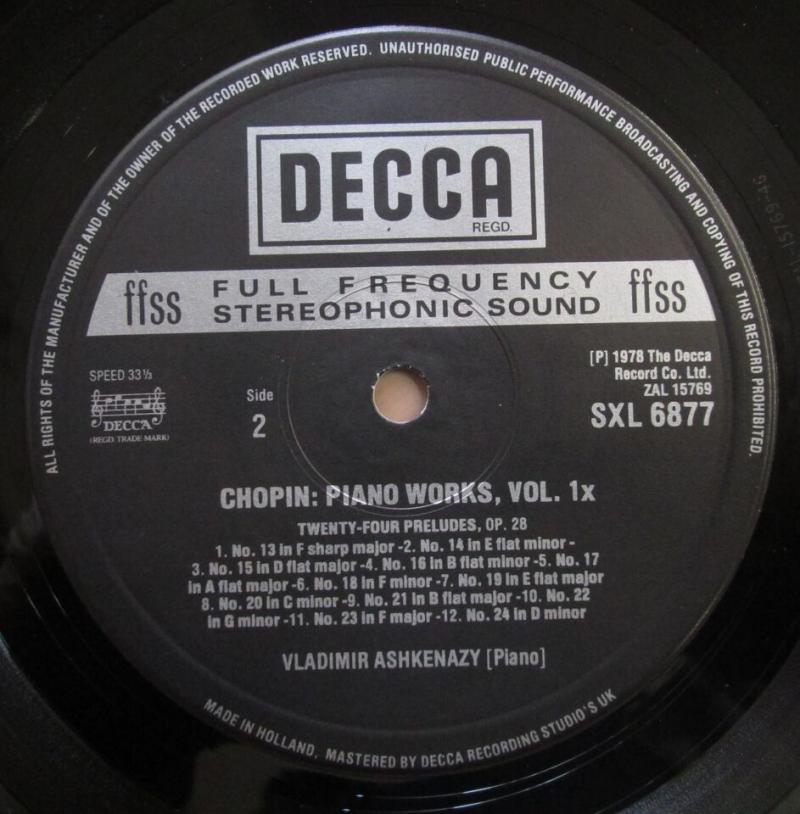 ALL RIGHTS OF THE MANUFACTURER AND OF THE OWNER OF THE RECORDED WORK RESERVED. UNAUTHORISED PUBLIC PERFORMANCE BROADCASTING AND COPYING OF THIS RECORD PROHIBITED.
DECCA
REGD.
ffss FULL FREQUENCY STEREOPHONIC SOUND ffss
SPEED 33⅓
DECCA
(REGD. TRADE MARK)
Side
2
[P] 1978 The Decca
Record Co. Ltd.
ZAL 15769
SXL 6877
CHOPIN: PIANO WORKS, VOL. 1x
TWENTY-FOUR PRELUDES, OP. 28
1. No. 13 in F sharp major -2. No. 14 in E flat minor -
3. No. 15 in D flat major -4. No. 16 in B flat minor -5. No. 17
in A flat major -6. No. 18 in F minor -7. No. 19 in E flat major
8. No. 20 in C minor -9. No. 21 in B flat major -10. No. 22
in G minor -11. No. 23 in F major -12. No. 24 in D minor
VLADIMIR ASHKENAZY [Piano]
MADE IN HOLLAND, MASTERED BY DECCA RECORDING STUDIO'S UK